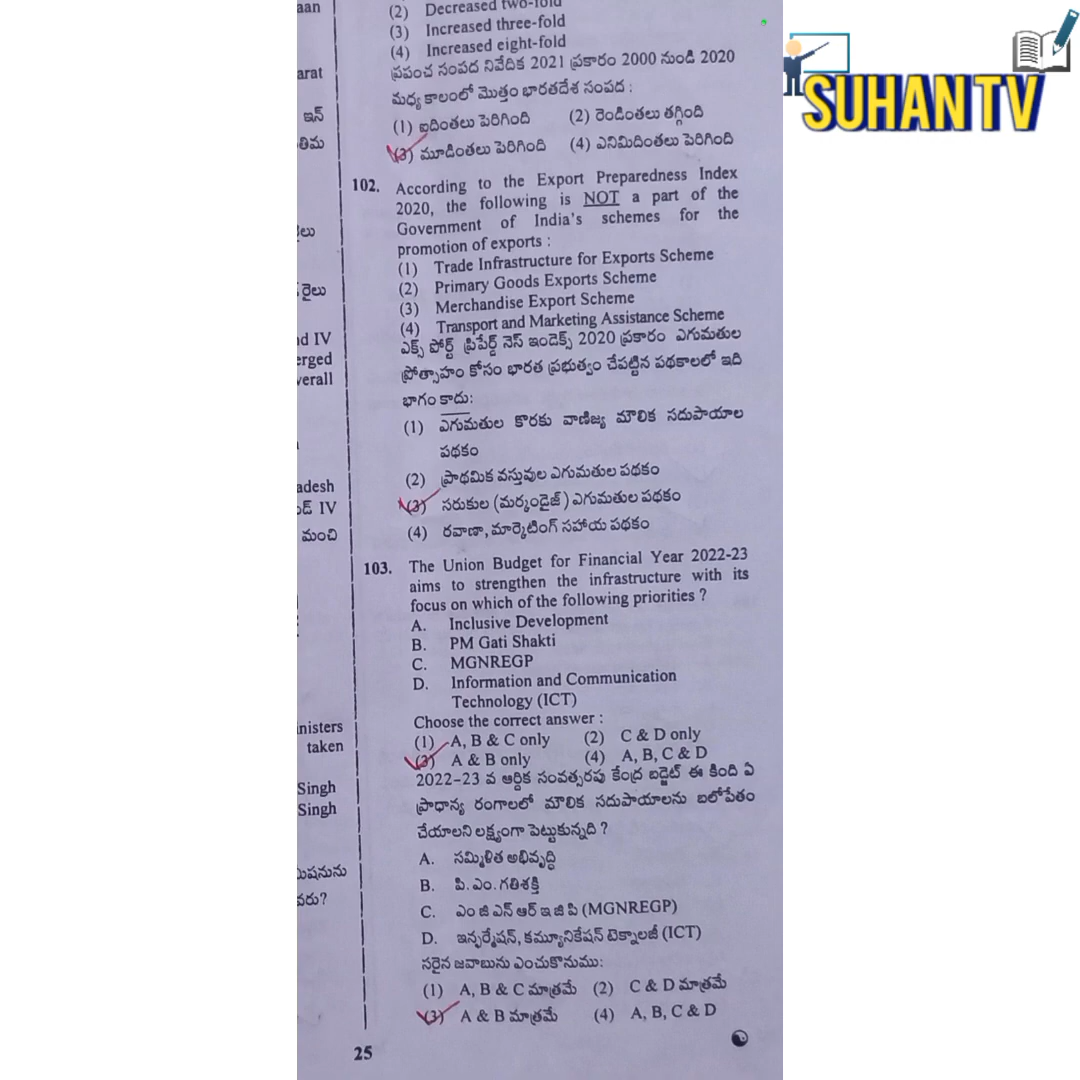 SUHAN TV
aan
arat
ఇన్
తిమ
రైలు
nd IV
erged
verall
adesh
ండ్ IV
మంచి
inisters
taken
Singh
Singh
మిషనును
వరు?
(2) Decreased two-fold
(3) Increased three-fold
(4) Increased eight-fold
ప్రపంచ సంపద నివేదిక 2021 ప్రకారం 2000 నుండి 2020
మధ్య కాలంలో మొత్తం భారతదేశ సంపద :
(1) ఐదింతలు పెరిగింది (2) రెండింతలు తగ్గింది
(3) మూడింతలు పెరిగింది (4) ఎనిమిదింతలు పెరిగింది
102. According to the Export Preparedness Index
2020, the following is NOT a part of the
Government of India's schemes for the
promotion of exports :
(1) Trade Infrastructure for Exports Scheme
(2) Primary Goods Exports Scheme
(3) Merchandise Export Scheme
(4) Transport and Marketing Assistance Scheme
ఎక్స్ పోర్ట్ ప్రిపేర్డ్ నెస్ ఇండెక్స్ 2020 ప్రకారం ఎగుమతుల
ప్రోత్సాహం కోసం భారత ప్రభుత్వం చేపట్టిన పథకాలలో ఇది
భాగం కాదు:
(1) ఎగుమతుల కొరకు వాణిజ్య మౌలిక సదుపాయాల
పథకం
(2) ప్రాథమిక వస్తువుల ఎగుమతుల పథకం
(3) సరుకుల (మర్కండైజ్) ఎగుమతుల పథకం
(4) రవాణా, మార్కెటింగ్ సహాయ పథకం
103. The Union Budget for Financial Year 2022-23
aims to strengthen the infrastructure with its
focus on which of the following priorities ?
A. Inclusive Development
B. PM Gati Shakti
C. MGNREGP
D. Information and Communication
Technology (ICT)
Choose the correct answer :
(1) A, B & C only (2) C & D only
(3) A & B only (4) A, B, C & D
2022-23 వ ఆర్థిక సంవత్సరపు కేంద్ర బడ్జెట్ ఈ కింది ఏ
ప్రాధాన్య రంగాలలో మౌలిక సదుపాయాలను బలోపేతం
చేయాలని లక్ష్యంగా పెట్టుకున్నది ?
A. సమ్మిళిత అభివృద్ధి
B. పి.ఎం.గతిశక్తి
C. ఎం జి ఎన్ ఆర్ ఇ జి పి (MGNREGP)
D. ఇన్ఫర్మేషన్, కమ్యూనికేషన్ టెక్నాలజీ (ICT)
సరైన జవాబును ఎంచుకొనుము:
(1) A, B & C మాత్రమే (2) C & D మాత్రమే
(3) A & B మాత్రమే (4) A, B, C & D
25